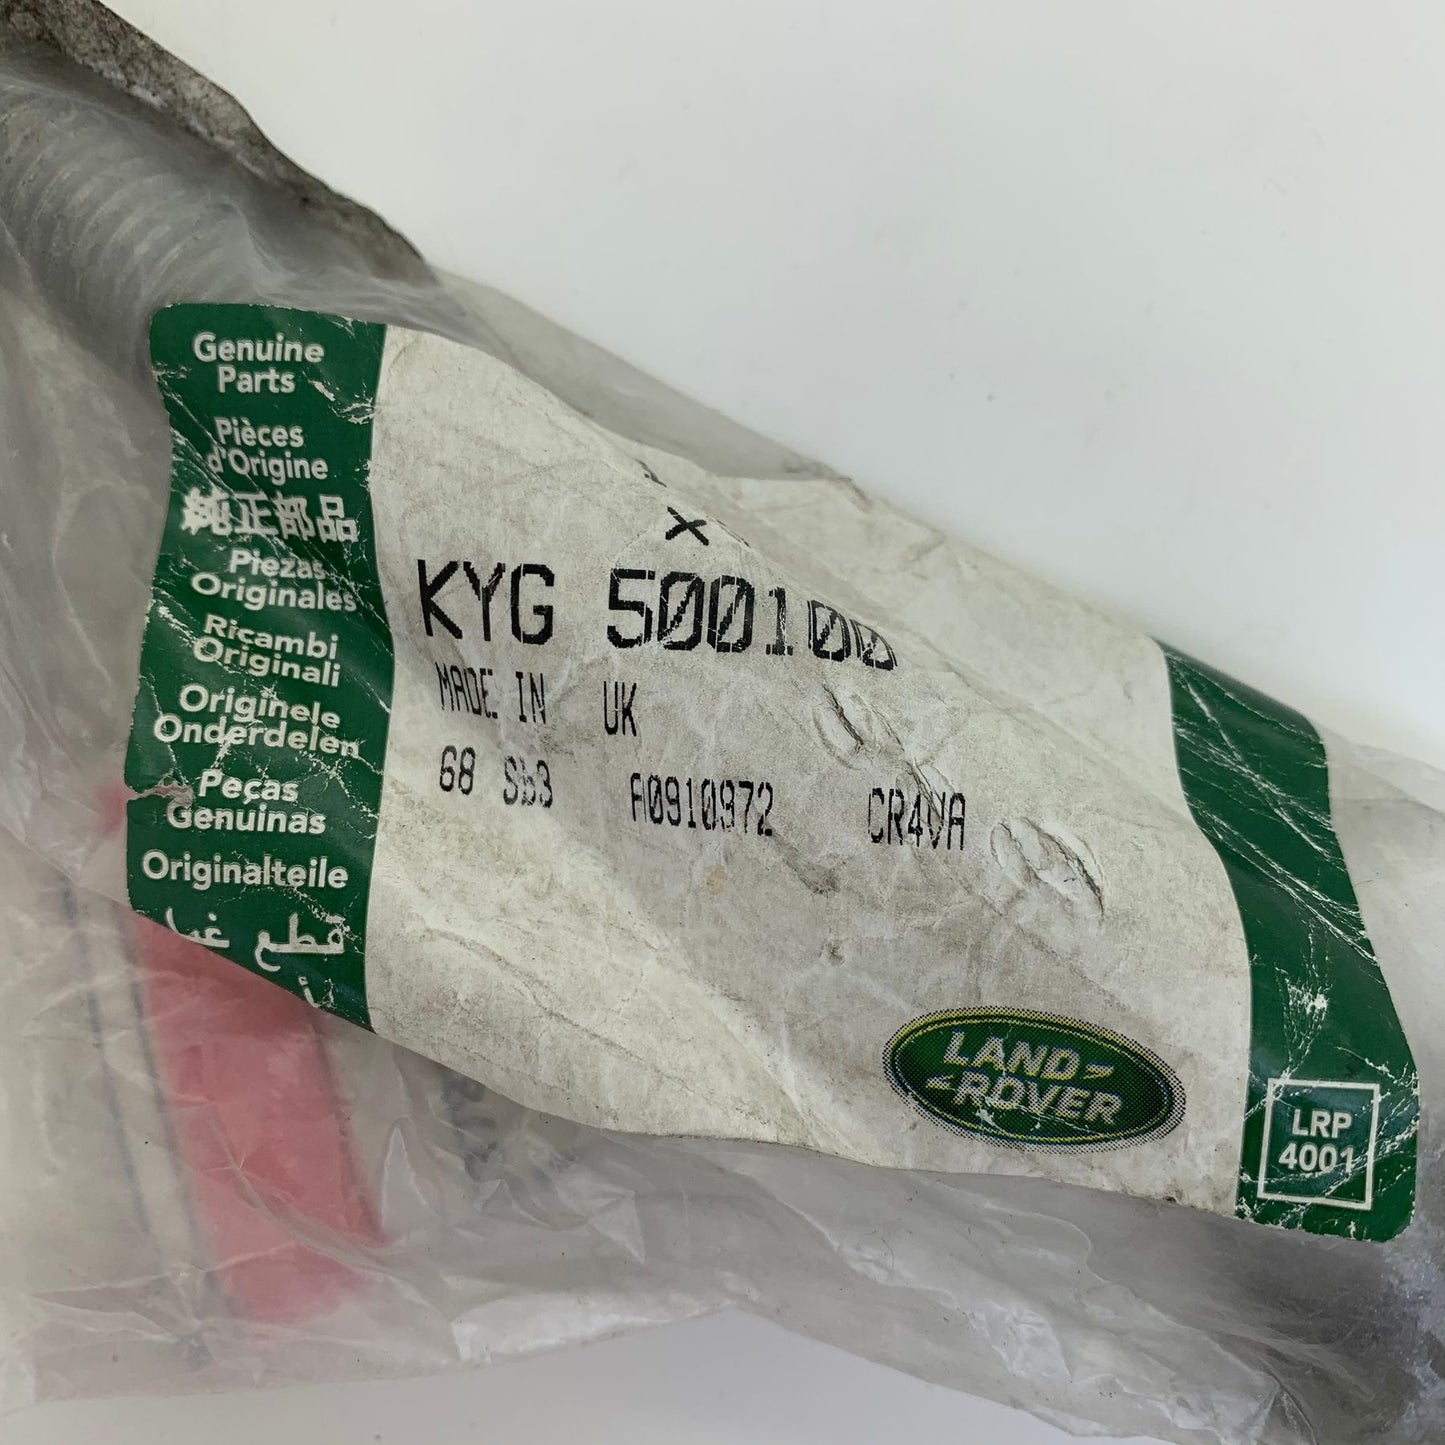 Genuine
Parts
Pièces
d'Origine
純正部品
Piezas
Originales
Ricambi
Originali
Originele
Onderdelen
Peças
Genuinas
Originalteile
قطع
X
KYG 500100
MADE IN UK
68 Sb3 A0910972 CR4VA
LAND
ROVER
LRP
4001